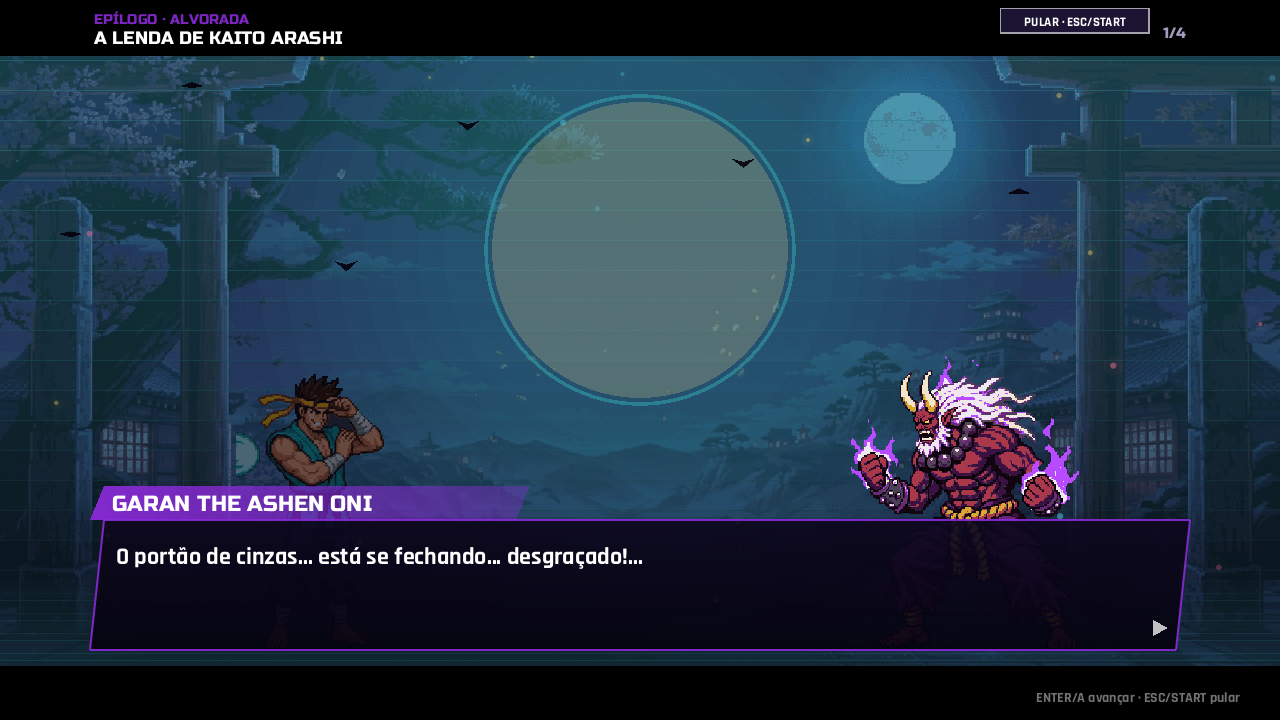 EPÍLOGO · ALVORADA
A LENDA DE KAITO ARASHI
PULAR · ESC/START
1/4
GARAN THE ASHEN ONI
O portão de cinzas... está se fechando... desgraçado!...
ENTER/A avançar · ESC/START pular